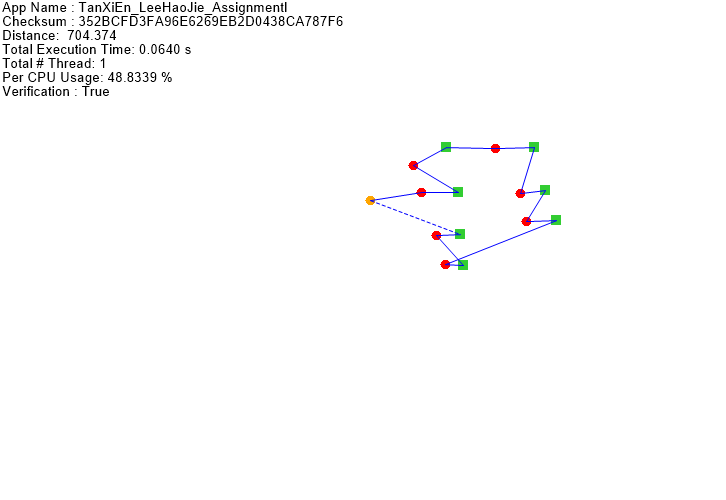 App Name : TanXiEn_LeeHaoJie_AssignmentI
Checksum : 352BCFD3FA96E6269EB2D0438CA787F6
Distance:  704.374
Total Execution Time: 0.0640 s
Total # Thread: 1
Per CPU Usage: 48.8339 %
Verification : True